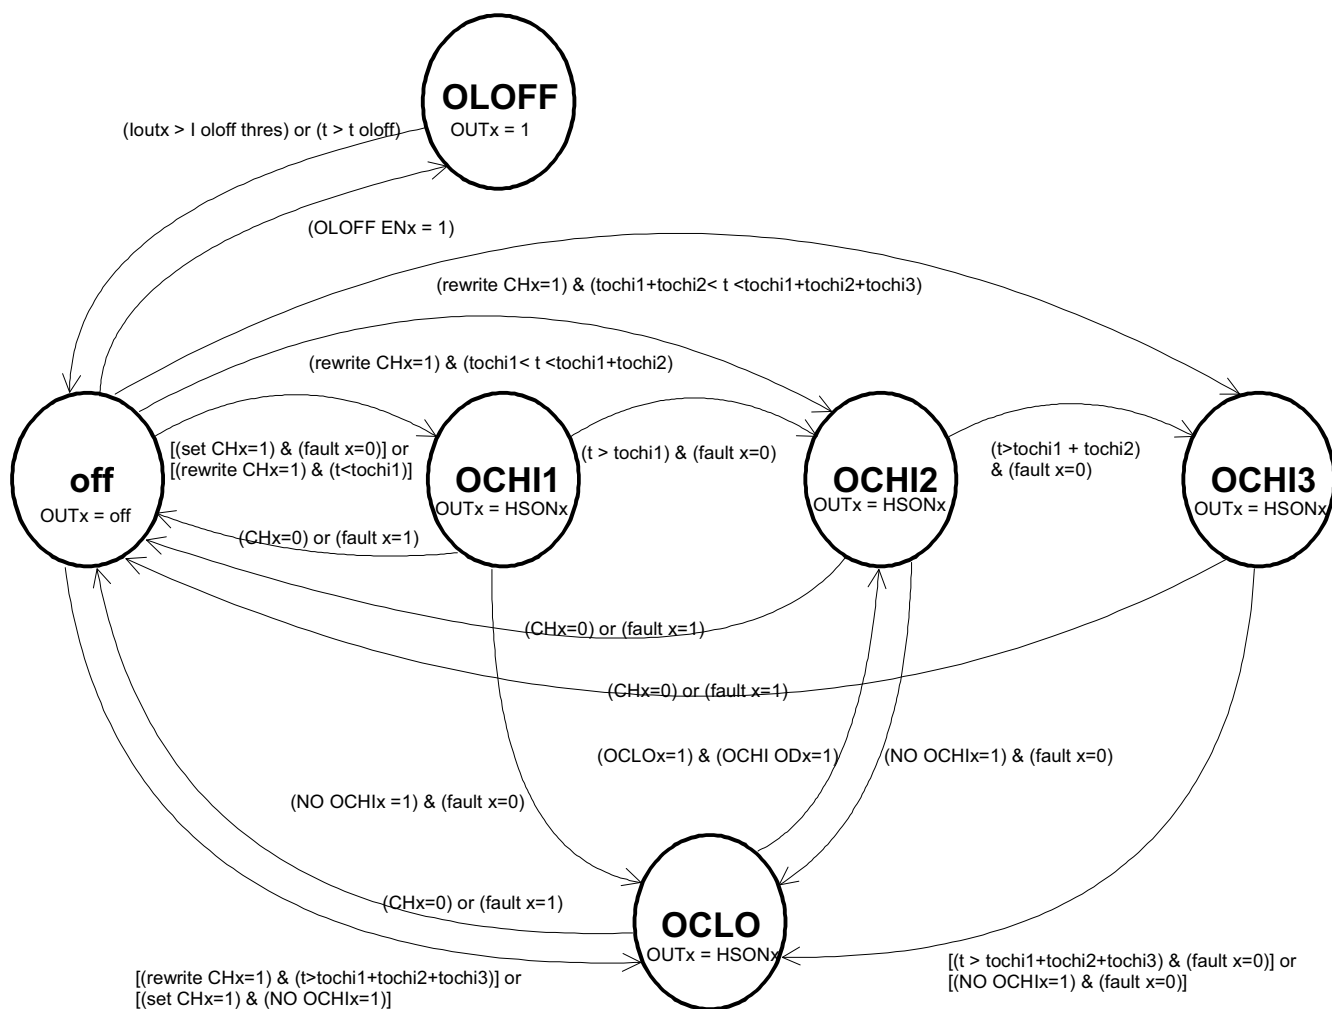 OLOFF
OUTx = 1
(Ioutx > I oloff thres) or (t > t oloff)
(OLOFF ENx = 1)
(rewrite CHx=1) & (tochi1+tochi2< t <tochi1+tochi2+tochi3)
(rewrite CHx=1) & (tochi1< t <tochi1+tochi2)
off
OUTx = off
[(set CHx=1) & (fault x=0)] or
[(rewrite CHx=1) & (t<tochi1)]
OCHI1
OUTx = HSONx
(t > tochi1) & (fault x=0)
OCHI2
OUTx = HSONx
(t>tochi1 + tochi2)
& (fault x=0)
OCHI3
OUTx = HSONx
(CHx=0) or (fault x=1)
(CHx=0) or (fault x=1)
(CHx=0) or (fault x=1)
(OCLOx=1) & (OCHI ODx=1)
(NO OCHIx=1) & (fault x=0)
(NO OCHIx =1) & (fault x=0)
(CHx=0) or (fault x=1)
OCLO
OUTx = HSONx
[(rewrite CHx=1) & (t>tochi1+tochi2+tochi3)] or
[(set CHx=1) & (NO OCHIx=1)]
[(t > tochi1+tochi2+tochi3) & (fault x=0)] or
[(NO OCHIx=1) & (fault x=0)]